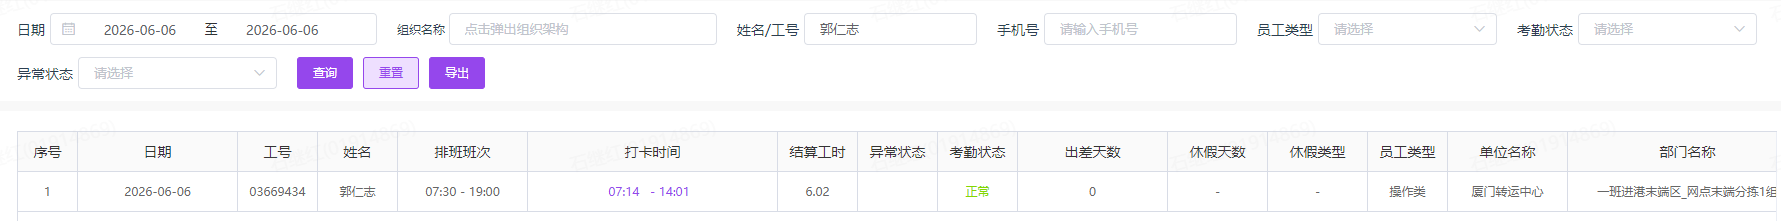 日期 2026-06-06 至 2026-06-06 组织名称 点击弹出组织架构 姓名/工号 郭仁志 手机号 请输入手机号 员工类型 请选择 考勤状态 请选择
异常状态 请选择 查询 重置 导出
序号 日期 工号 姓名 排班班次 打卡时间 结算工时 异常状态 考勤状态 出差天数 休假天数 休假类型 员工类型 单位名称 部门名称
1 2026-06-06 03669434 郭仁志 07:30 - 19:00 07:14 - 14:01 6.02 正常 0 - - 操作类 厦门转运中心 一班进港末端区_网点末端分拣1组